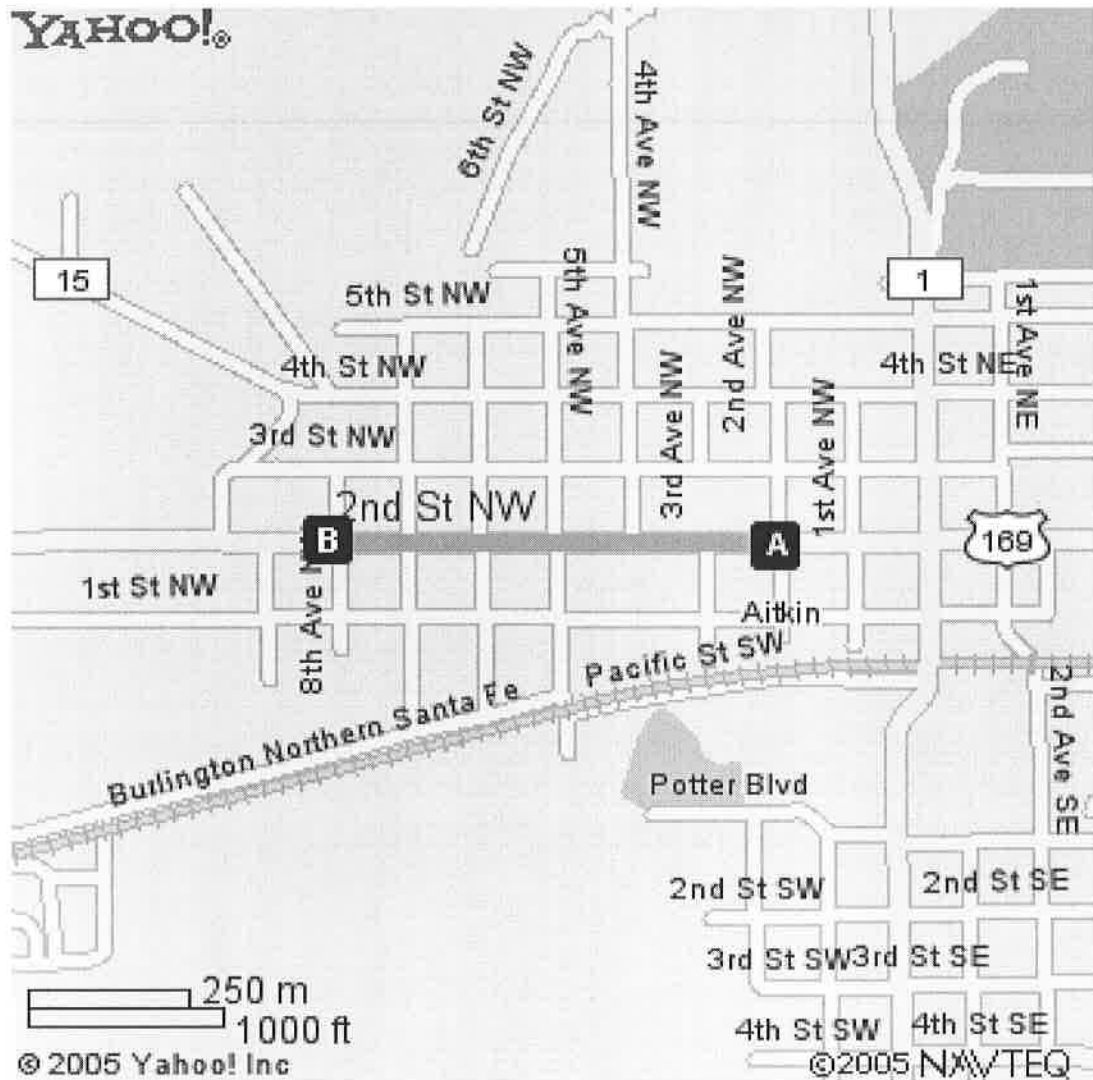 YAHOO!®
6th St NW
4th Ave NW
15
1
5th St NW
5th Ave NW
2nd Ave NW
1st Ave NE
4th St NW
4th St NE
3rd St NW
3rd Ave NW
1st Ave NW
2nd St NW
B
A
169
1st St NW
8th Ave
Aitkin
Pacific St SW
Burlington Northern Santa Fe
2nd Ave SE
Potter Blvd
2nd St SW
2nd St SE
3rd St SW
3rd St SE
250 m
1000 ft
4th St SW
4th St SE
© 2005 Yahoo! Inc
©2005 NAVTEQ